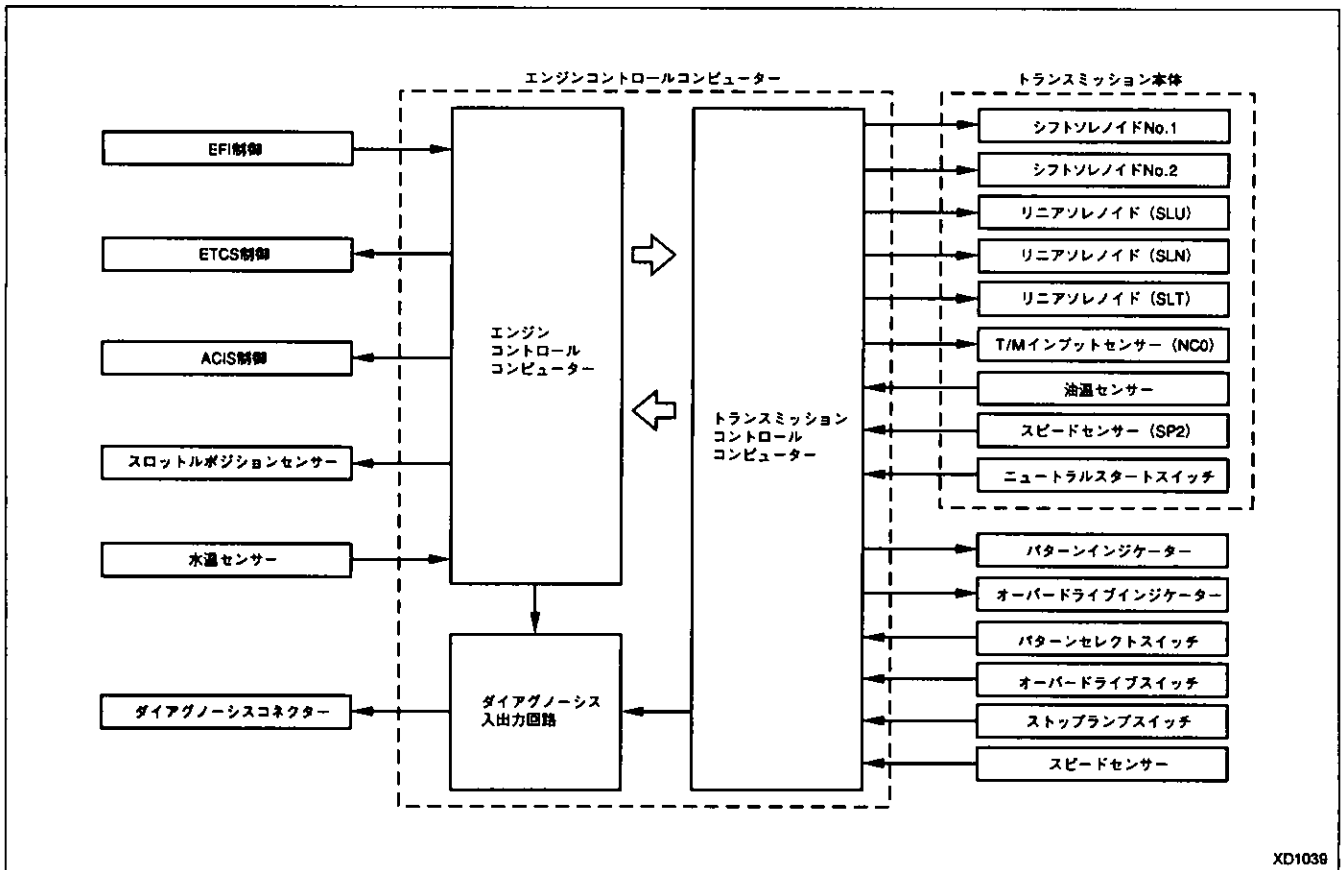 エンジンコントロールコンピューター
トランスミッション本体
EFI制御
ETCS制御
ACIS制御
スロットルポジションセンサー
水温センサー
ダイアグノーシスコネクター
エンジン
コントロール
コンピューター
ダイアグノーシス
入出力回路
トランスミッション
コントロール
コンピューター
シフトソレノイドNo.1
シフトソレノイドNo.2
リニアソレノイド（SLU）
リニアソレノイド（SLN）
リニアソレノイド（SLT）
T/Mインプットセンサー（NC0）
油温センサー
スピードセンサー（SP2）
ニュートラルスタートスイッチ
パターンインジケーター
オーバードライブインジケーター
パターンセレクトスイッチ
オーバードライブスイッチ
ストップランプスイッチ
スピードセンサー
XD1039